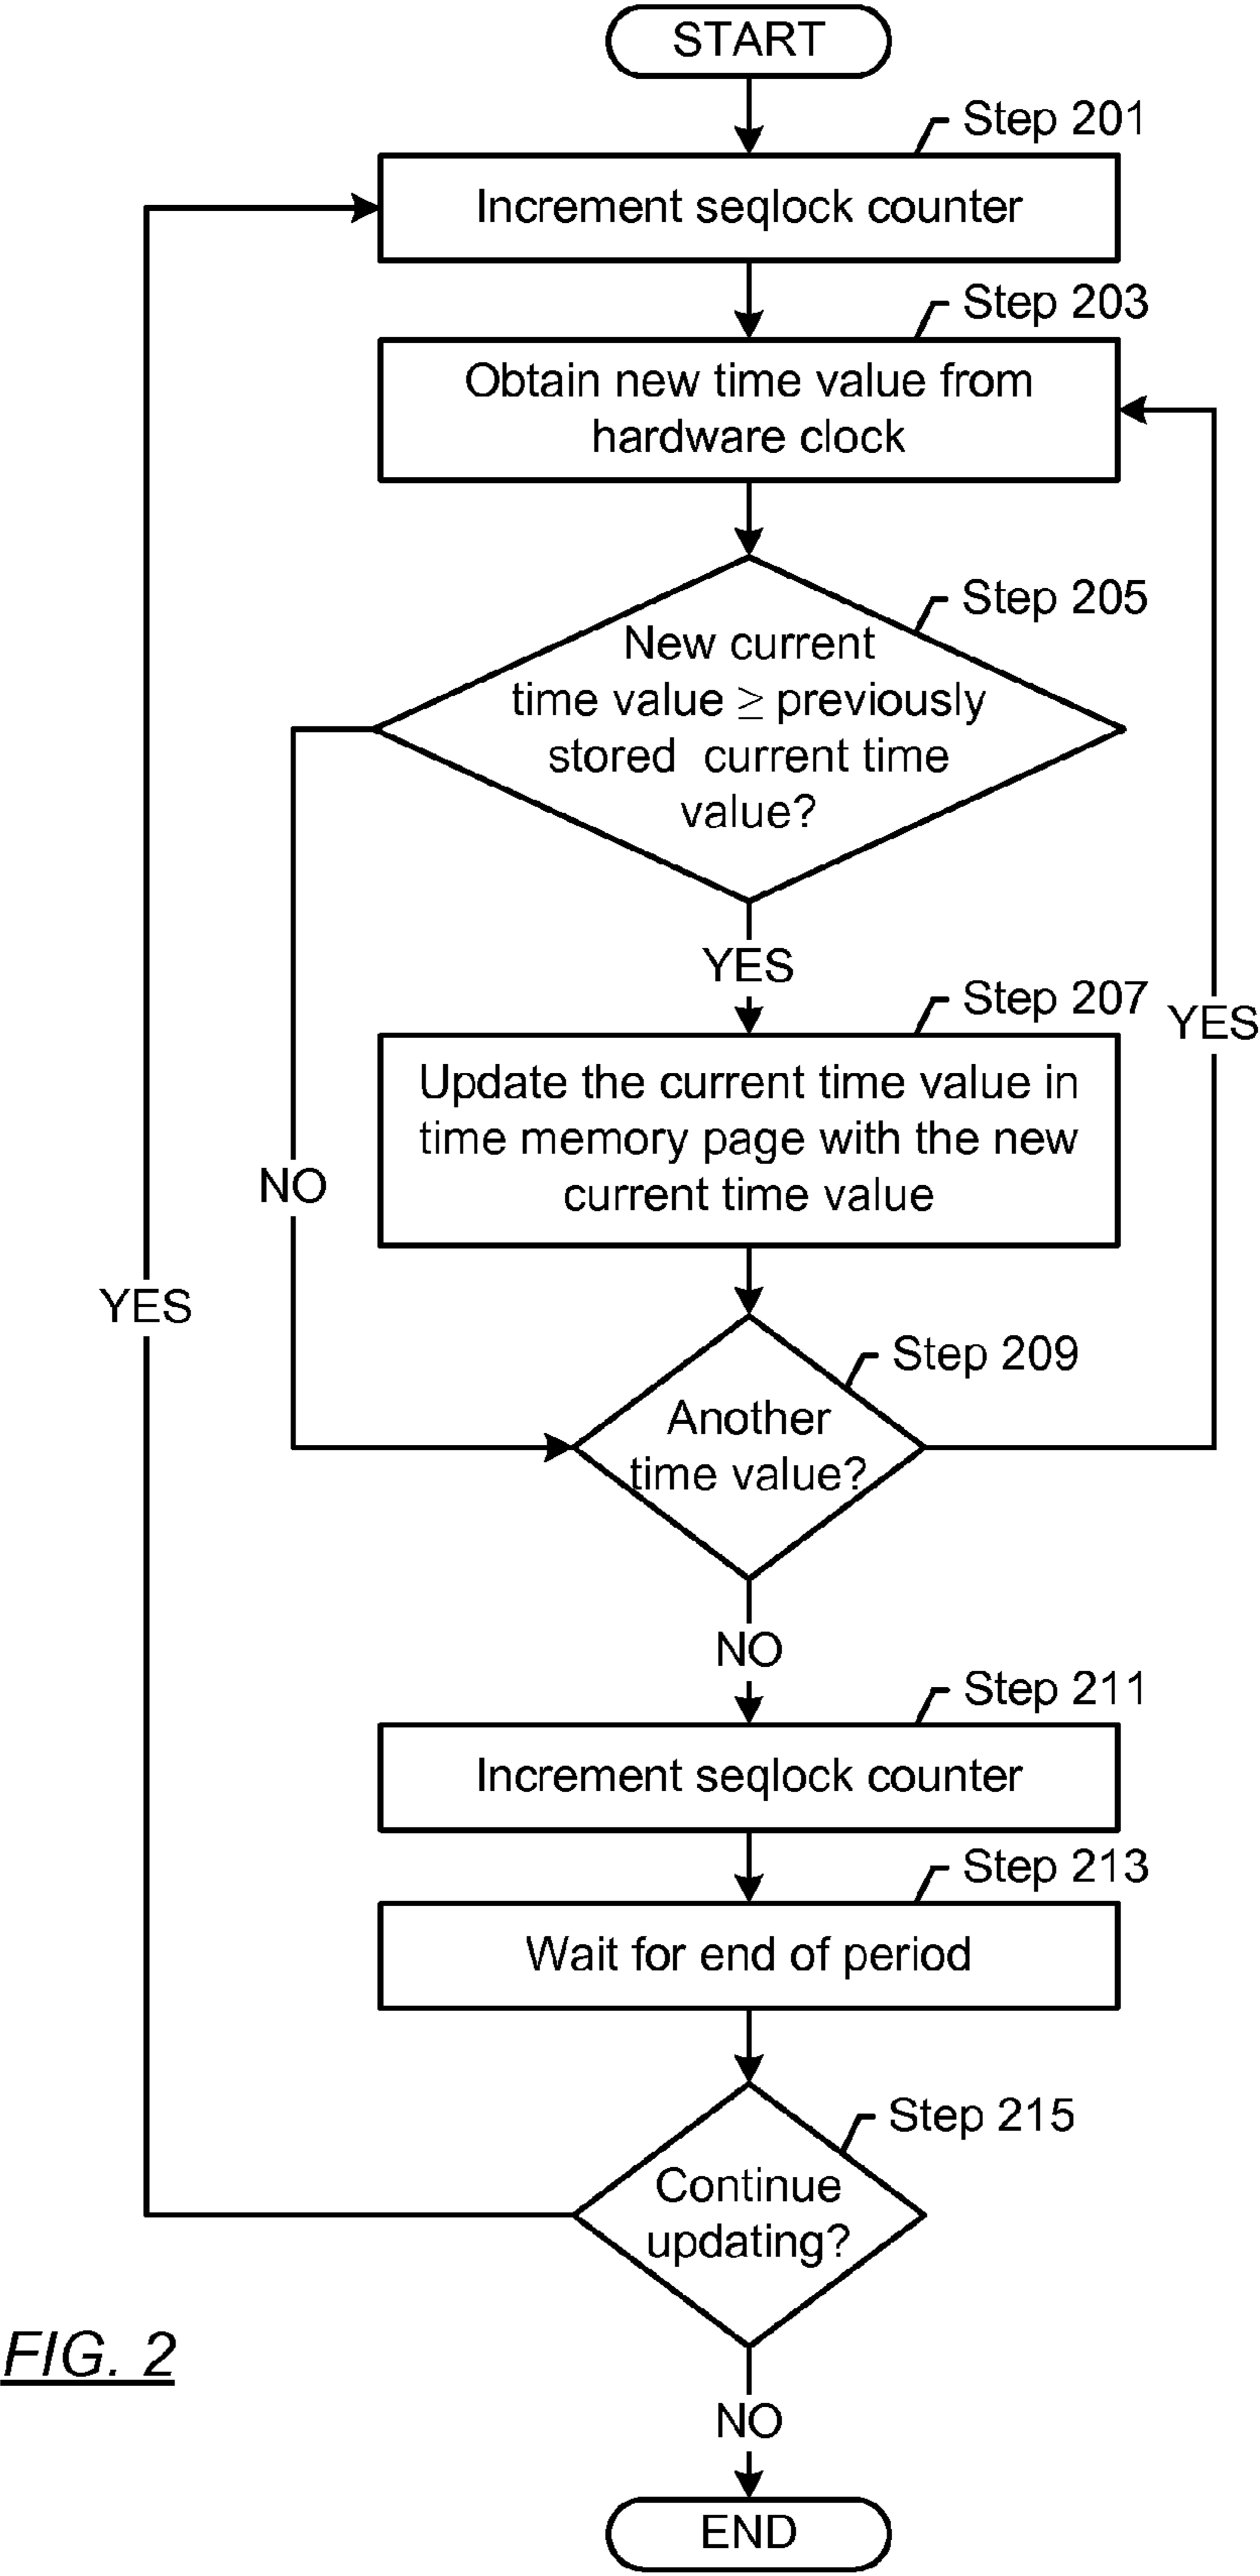 START
Step 201
Increment seqlock counter
Step 203
Obtain new time value from
hardware clock
Step 205
New current
time value ≥ previously
stored current time
value?
YES
Step 207
YES
Update the current time value in
time memory page with the new
current time value
NO
YES
Step 209
Another
time value?
NO
Step 211
Increment seqlock counter
Step 213
Wait for end of period
Step 215
Continue
updating?
FIG. 2
NO
END